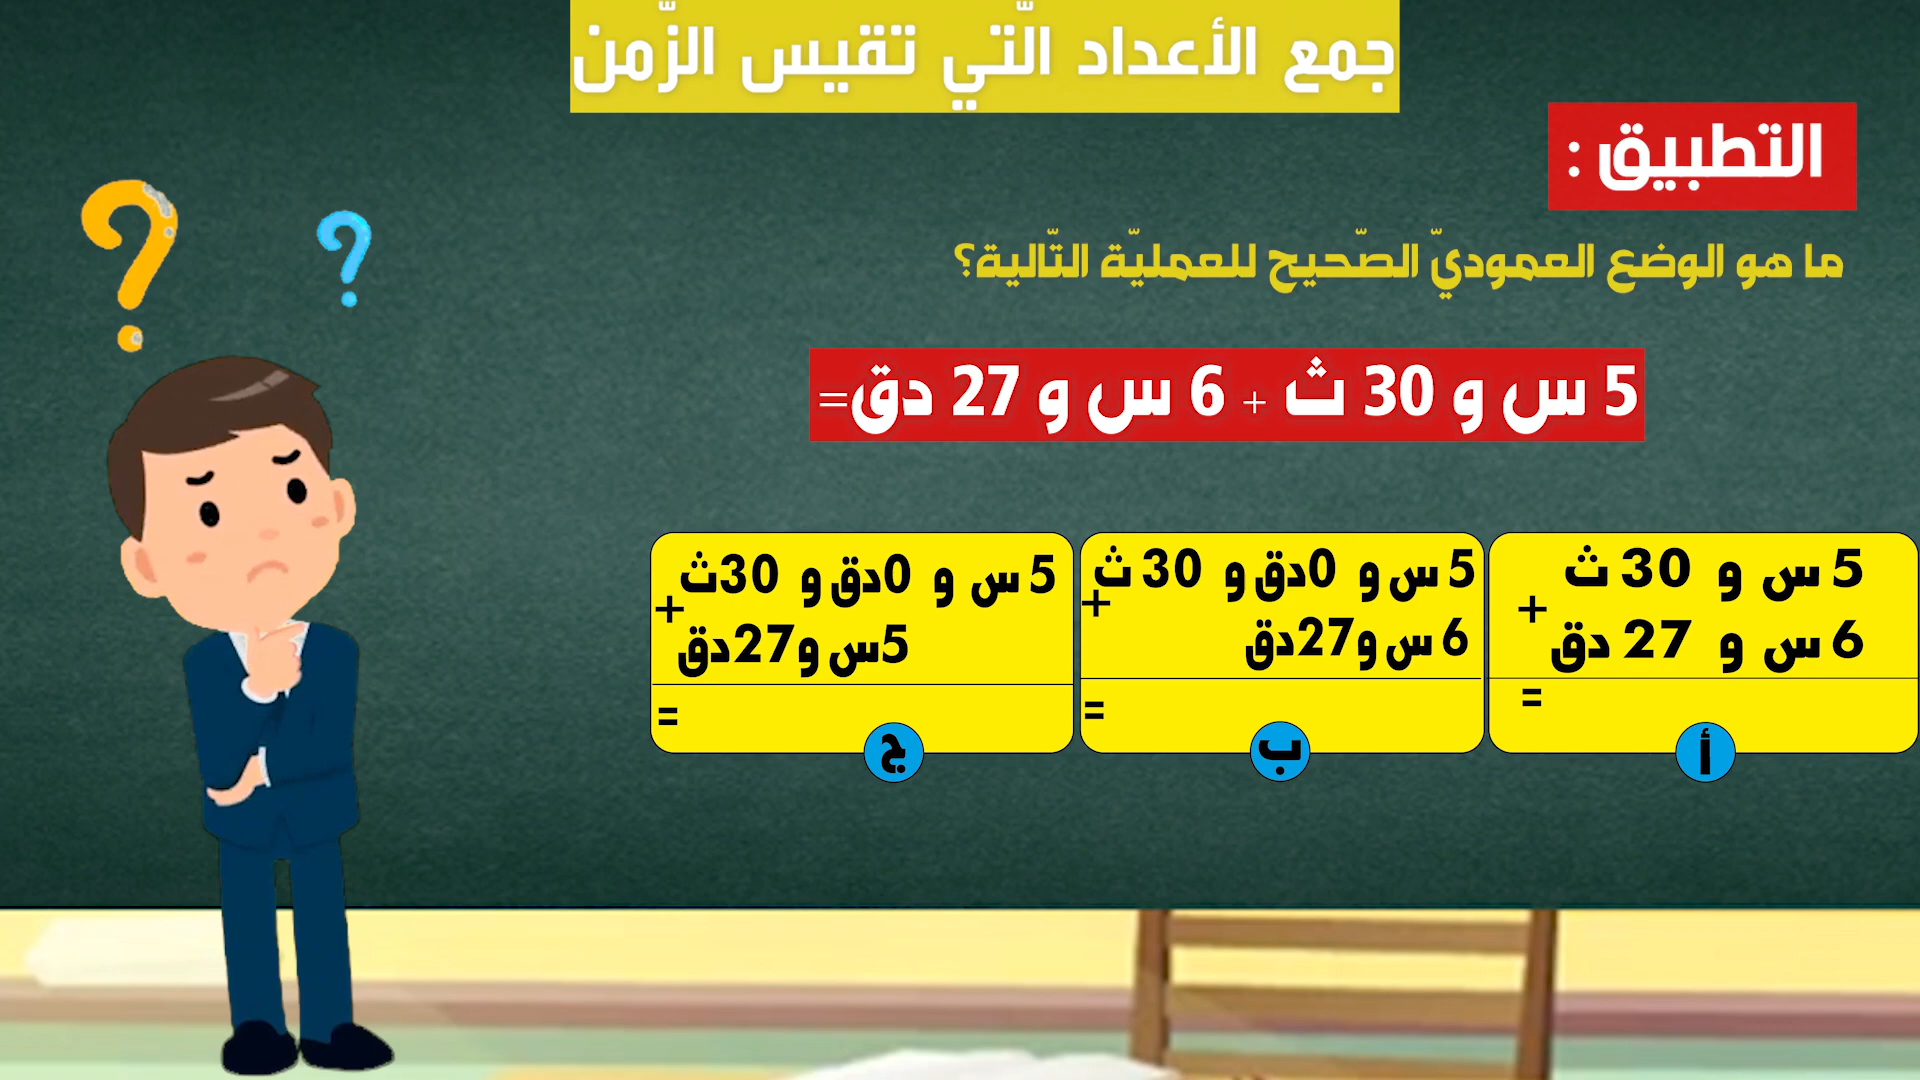 جمع الأعداد الّتي تقيس الزّمن
التطبيق :
ما هو الوضع العموديّ الصّحيح للعمليّة التّالية؟
5 س و 30 ث + 6 س و 27 دق=
5 س و 30 ث
+
6 س و 27 دق
=
أ
5 س و 0دق و 30 ث
+
6 س و27دق
=
ب
5 س و 0دق و 30ث
+
5س و27دق
=
ج